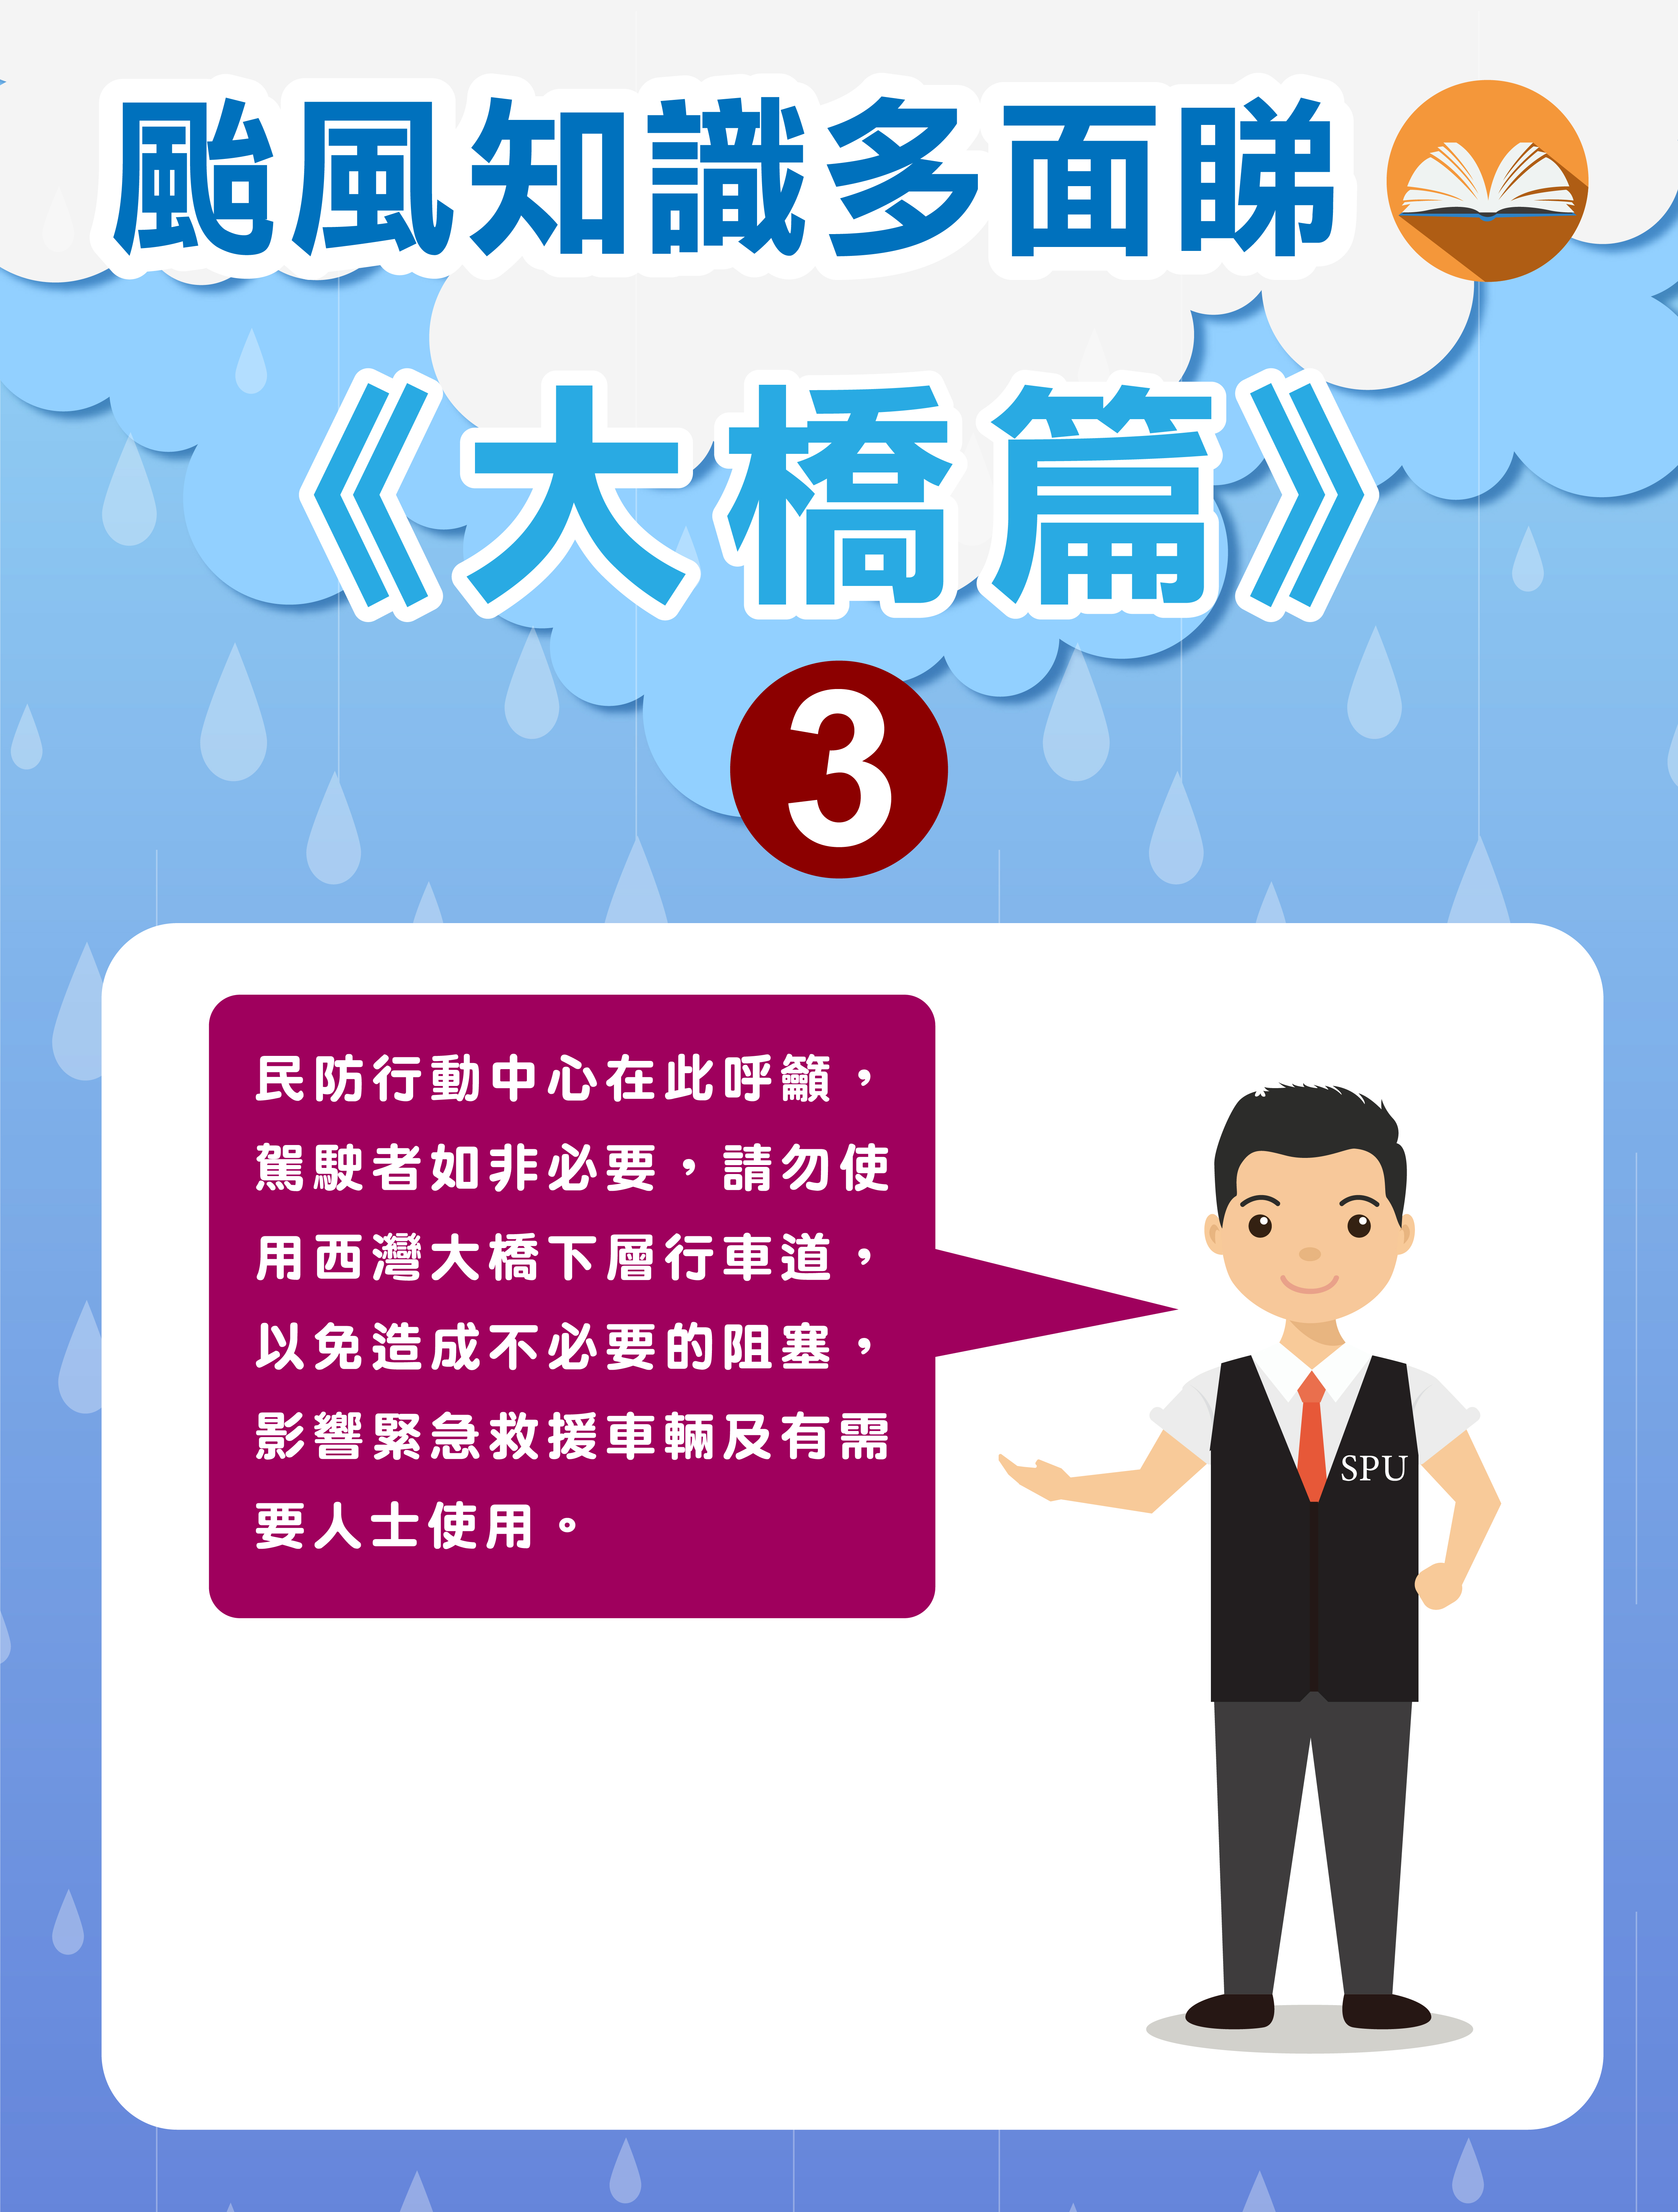 颱風知識多面睇
《大橋篇》
3
民防行動中心在此呼籲，
駕駛者如非必要，請勿使
用西灣大橋下層行車道，
以免造成不必要的阻塞，
影響緊急救援車輛及有需
要人士使用。
SPU